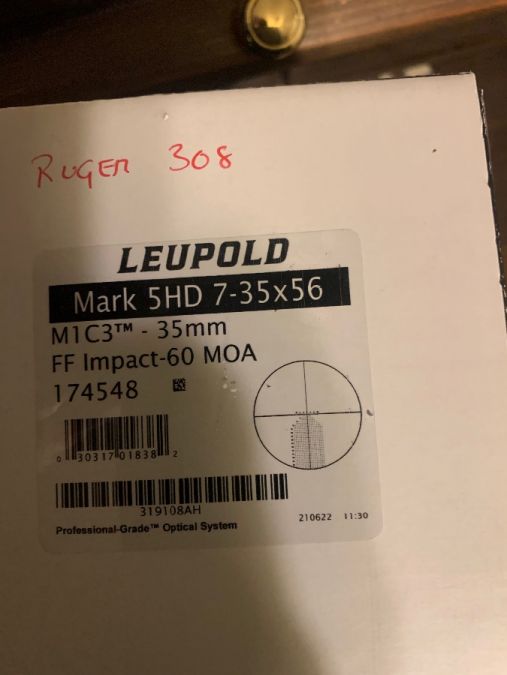 RUGER 308
LEUPOLD
Mark 5HD 7-35x56
M1C3™ - 35mm
FF Impact-60 MOA
174548
0 30317 01838 2
319108AH
Professional-Grade™ Optical System
210622 11:30